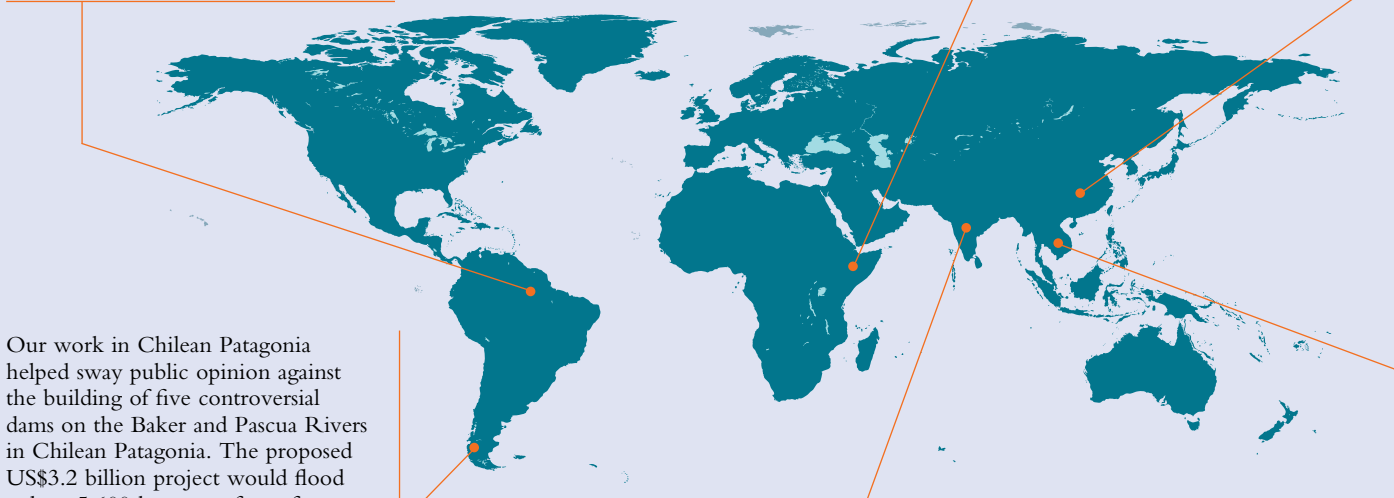 Our work in Chilean Patagonia
helped sway public opinion against
the building of five controversial
dams on the Baker and Pascua Rivers
in Chilean Patagonia. The proposed
US$3.2 billion project would flood